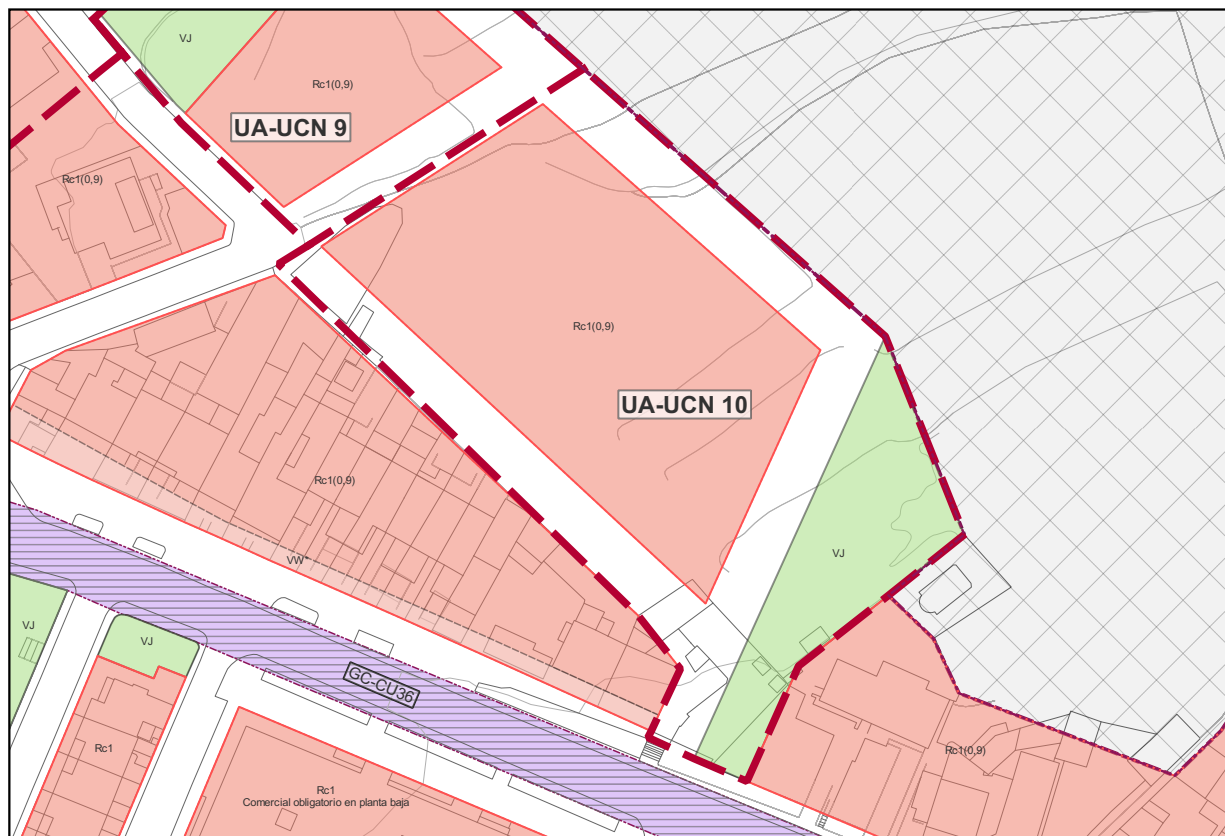 VJ
Rc1(0,9)
UA-UCN 9
Rc1(0,9)
Rc1(0,9)
UA-UCN 10
Rc1(0,9)
VJ
VW*
VJ
VJ
GC-CU36
Rc1
Rc1(0,9)
Rc1
Comercial obligatorio en planta baja